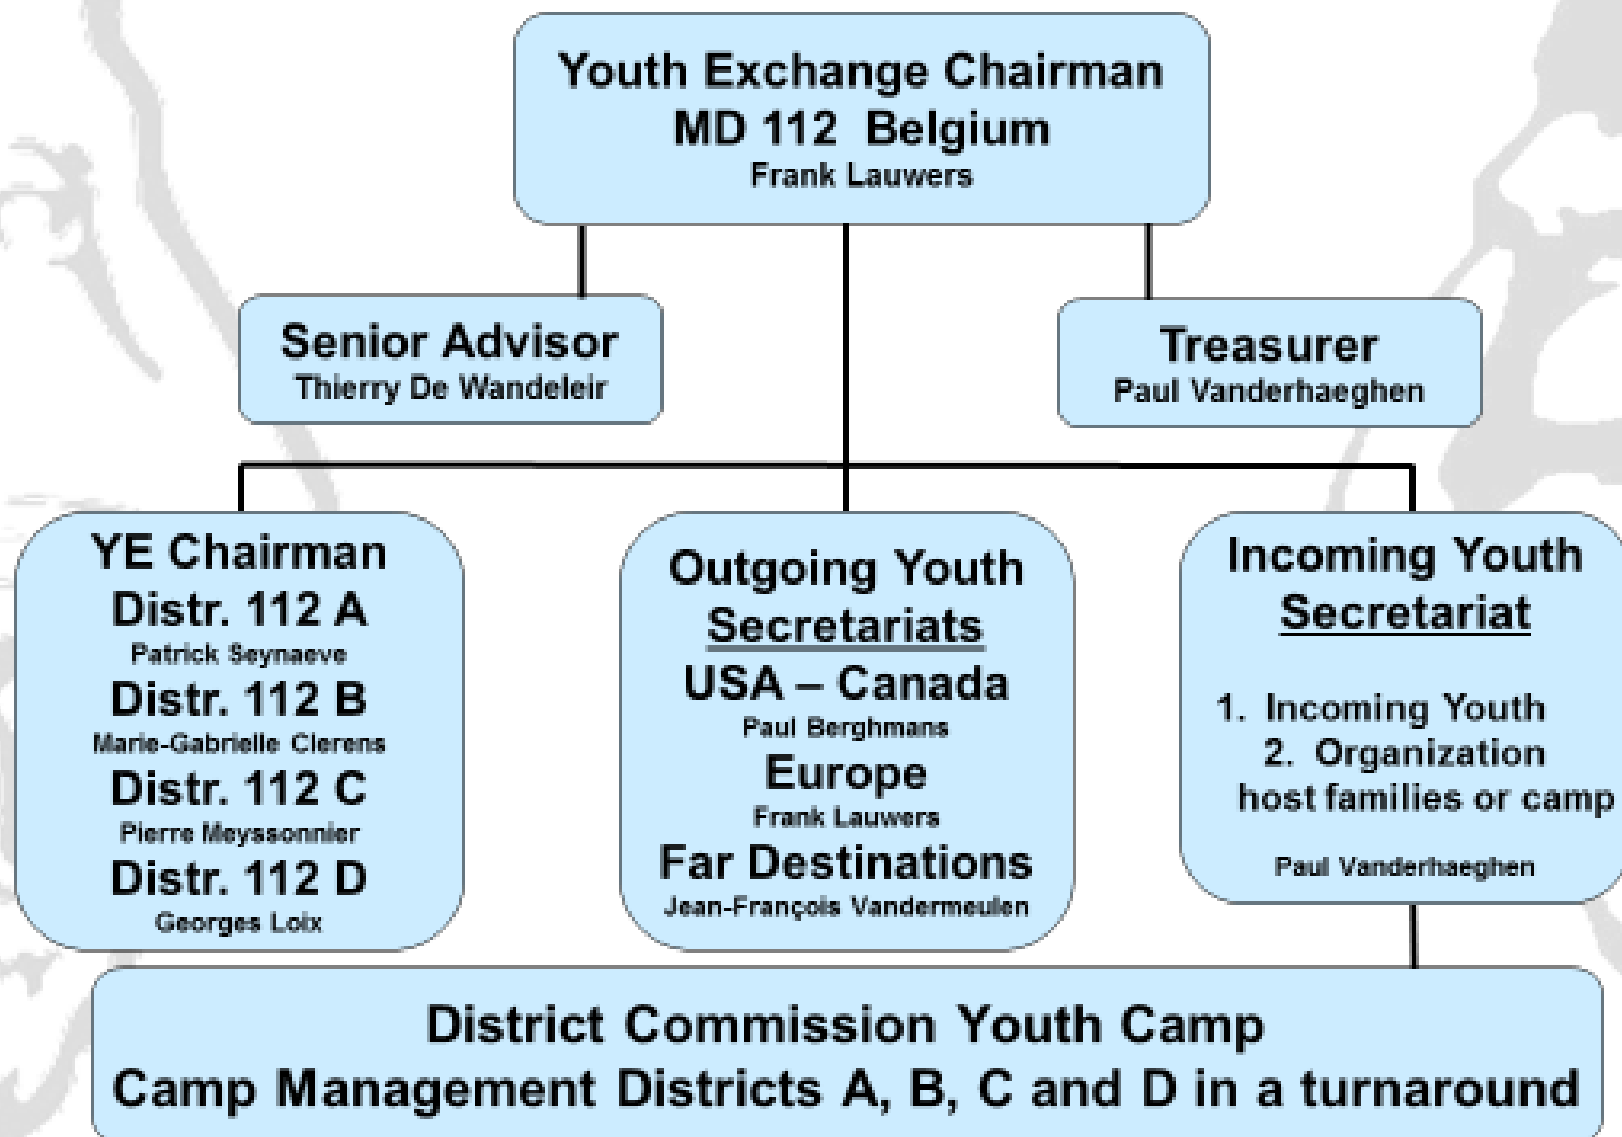 Youth Exchange Chairman
MD 112 Belgium
Frank Lauwers
Senior Advisor
Thierry De Wandeleir
Treasurer
Paul Vanderhaeghen
YE Chairman
Distr. 112 A
Patrick Seynaeve
Distr. 112 B
Marie-Gabrielle Clerens
Distr. 112 C
Pierre Meyssonnier
Distr. 112 D
Georges Loix
Outgoing Youth
Secretariats
USA – Canada
Paul Berghmans
Europe
Frank Lauwers
Far Destinations
Jean-François Vandermeulen
Incoming Youth
Secretariat
1. Incoming Youth
2. Organization
host families or camp
Paul Vanderhaeghen
District Commission Youth Camp
Camp Management Districts A, B, C and D in a turnaround